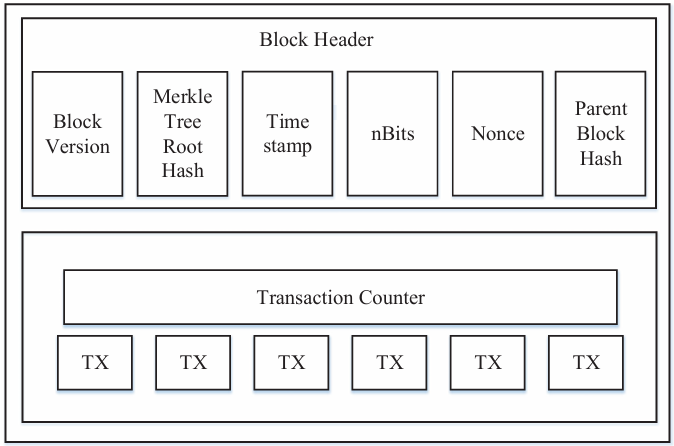 Block Header
Block
Version
Merkle
Tree
Root
Hash
Time
stamp
nBits
Nonce
Parent
Block
Hash
Transaction Counter
TX
TX
TX
TX
TX
TX